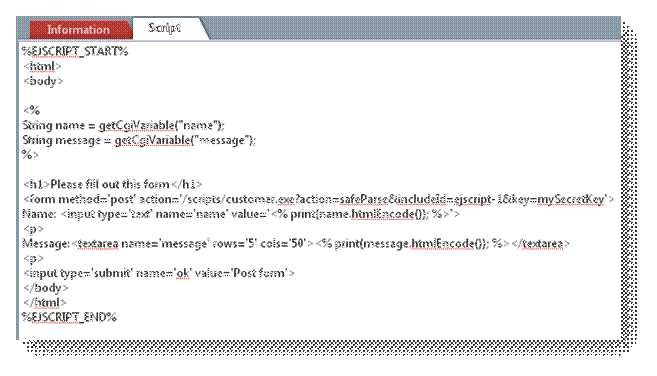 Information Script
%EJSCRIPT_START%
<html>
<body>
<%
String name = getCgiVariable("name");
String message = getCgiVariable("message");
%>
<h1>Please fill out this form</h1>
<form method='post' action='/scripts/customer.exe?action=safeParse&includeId=ejscript-1&key=mySecretKey'>
Name: <input type='text' name='name' value='<% print(name.htmlEncode()); %>'>
<p>
Message:<textarea name='message' rows='5' cols='50'><% print(message.htmlEncode()); %></textarea>
<p>
<input type='submit' name='ok' value='Post form'>
</body>
</html>
%EJSCRIPT_END%